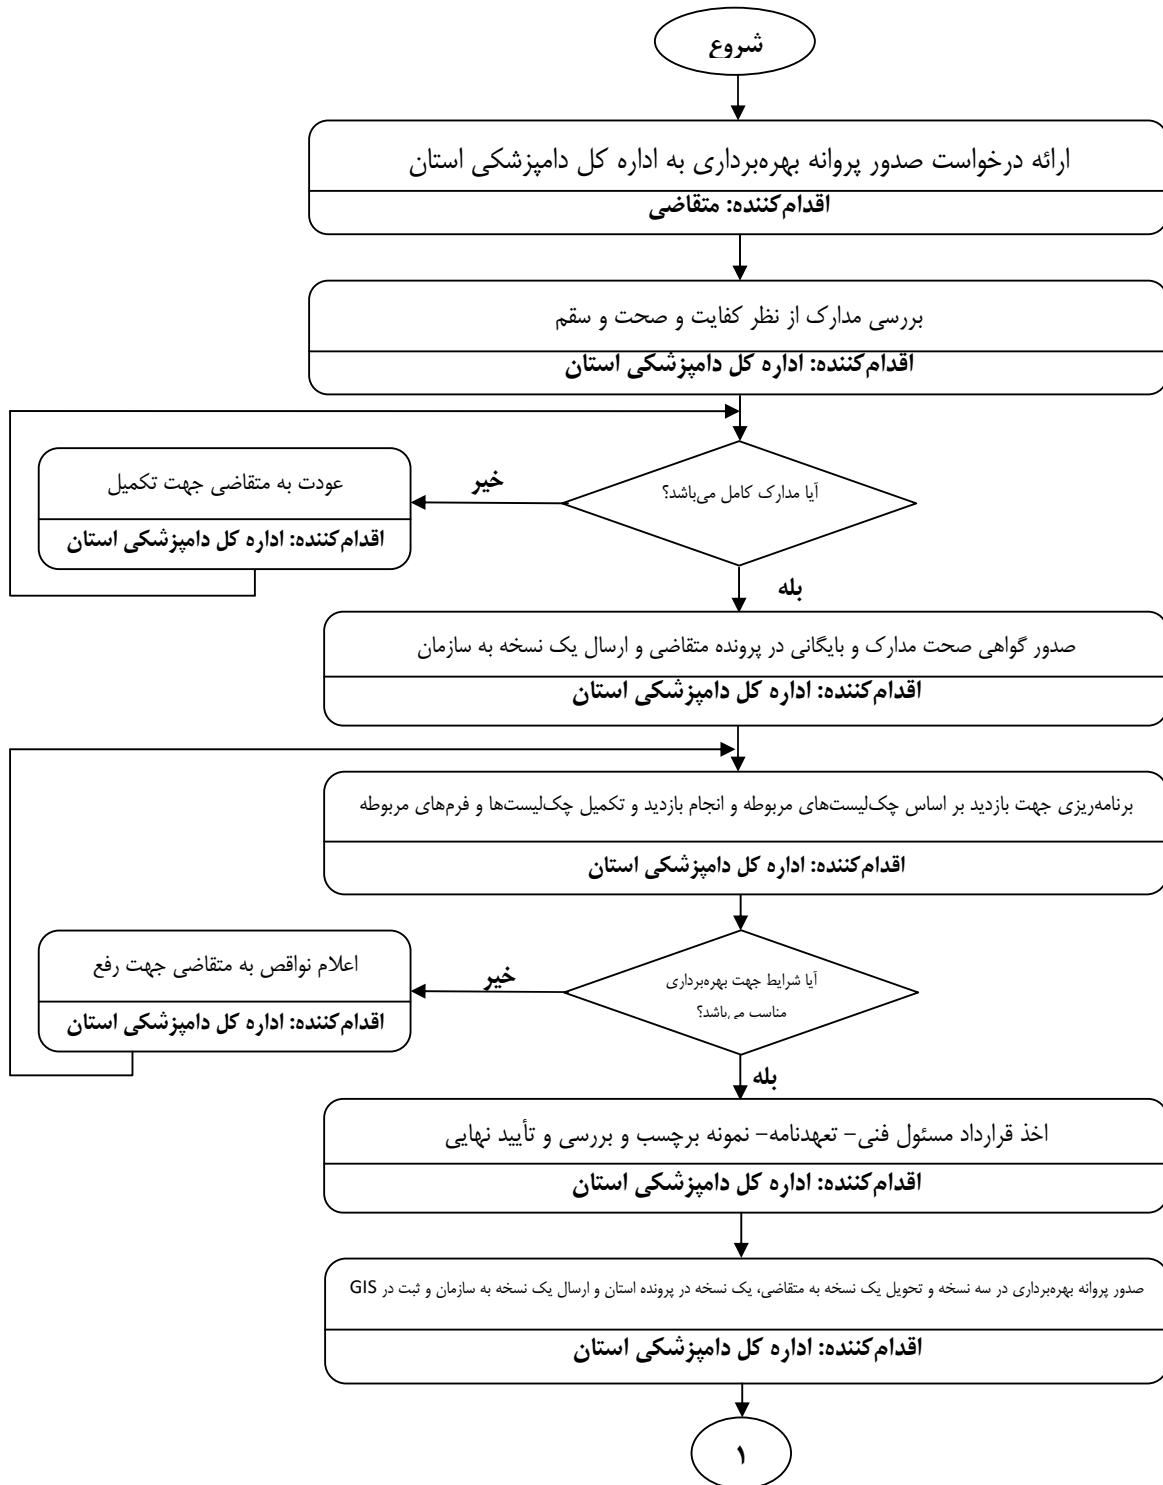 شروع
ارائه درخواست صدور پروانه بهره‌برداری به اداره کل دامپزشکی استان
اقدام‌کننده: متقاضی
بررسی مدارک از نظر کفایت و صحت و سقم
اقدام‌کننده: اداره کل دامپزشکی استان
آیا مدارک کامل می‌باشد؟
خیر
عودت به متقاضی جهت تکمیل
اقدام‌کننده: اداره کل دامپزشکی استان
بله
صدور گواهی صحت مدارک و بایگانی در پرونده متقاضی و ارسال یک نسخه به سازمان
اقدام‌کننده: اداره کل دامپزشکی استان
برنامه‌ریزی جهت بازدید بر اساس چک‌لیست‌های مربوطه و انجام بازدید و تکمیل چک‌لیست‌ها و فرم‌های مربوطه
اقدام‌کننده: اداره کل دامپزشکی استان
آیا شرایط جهت بهره‌برداری
مناسب می‌باشد؟
خیر
اعلام نواقص به متقاضی جهت رفع
اقدام‌کننده: اداره کل دامپزشکی استان
بله
اخذ قرارداد مسئول فنی– تعهدنامه– نمونه برچسب و بررسی و تأیید نهایی
اقدام‌کننده: اداره کل دامپزشکی استان
صدور پروانه بهره‌برداری در سه نسخه و تحویل یک نسخه به متقاضی، یک نسخه در پرونده استان و ارسال یک نسخه به سازمان و ثبت در GIS
اقدام‌کننده: اداره کل دامپزشکی استان
۱